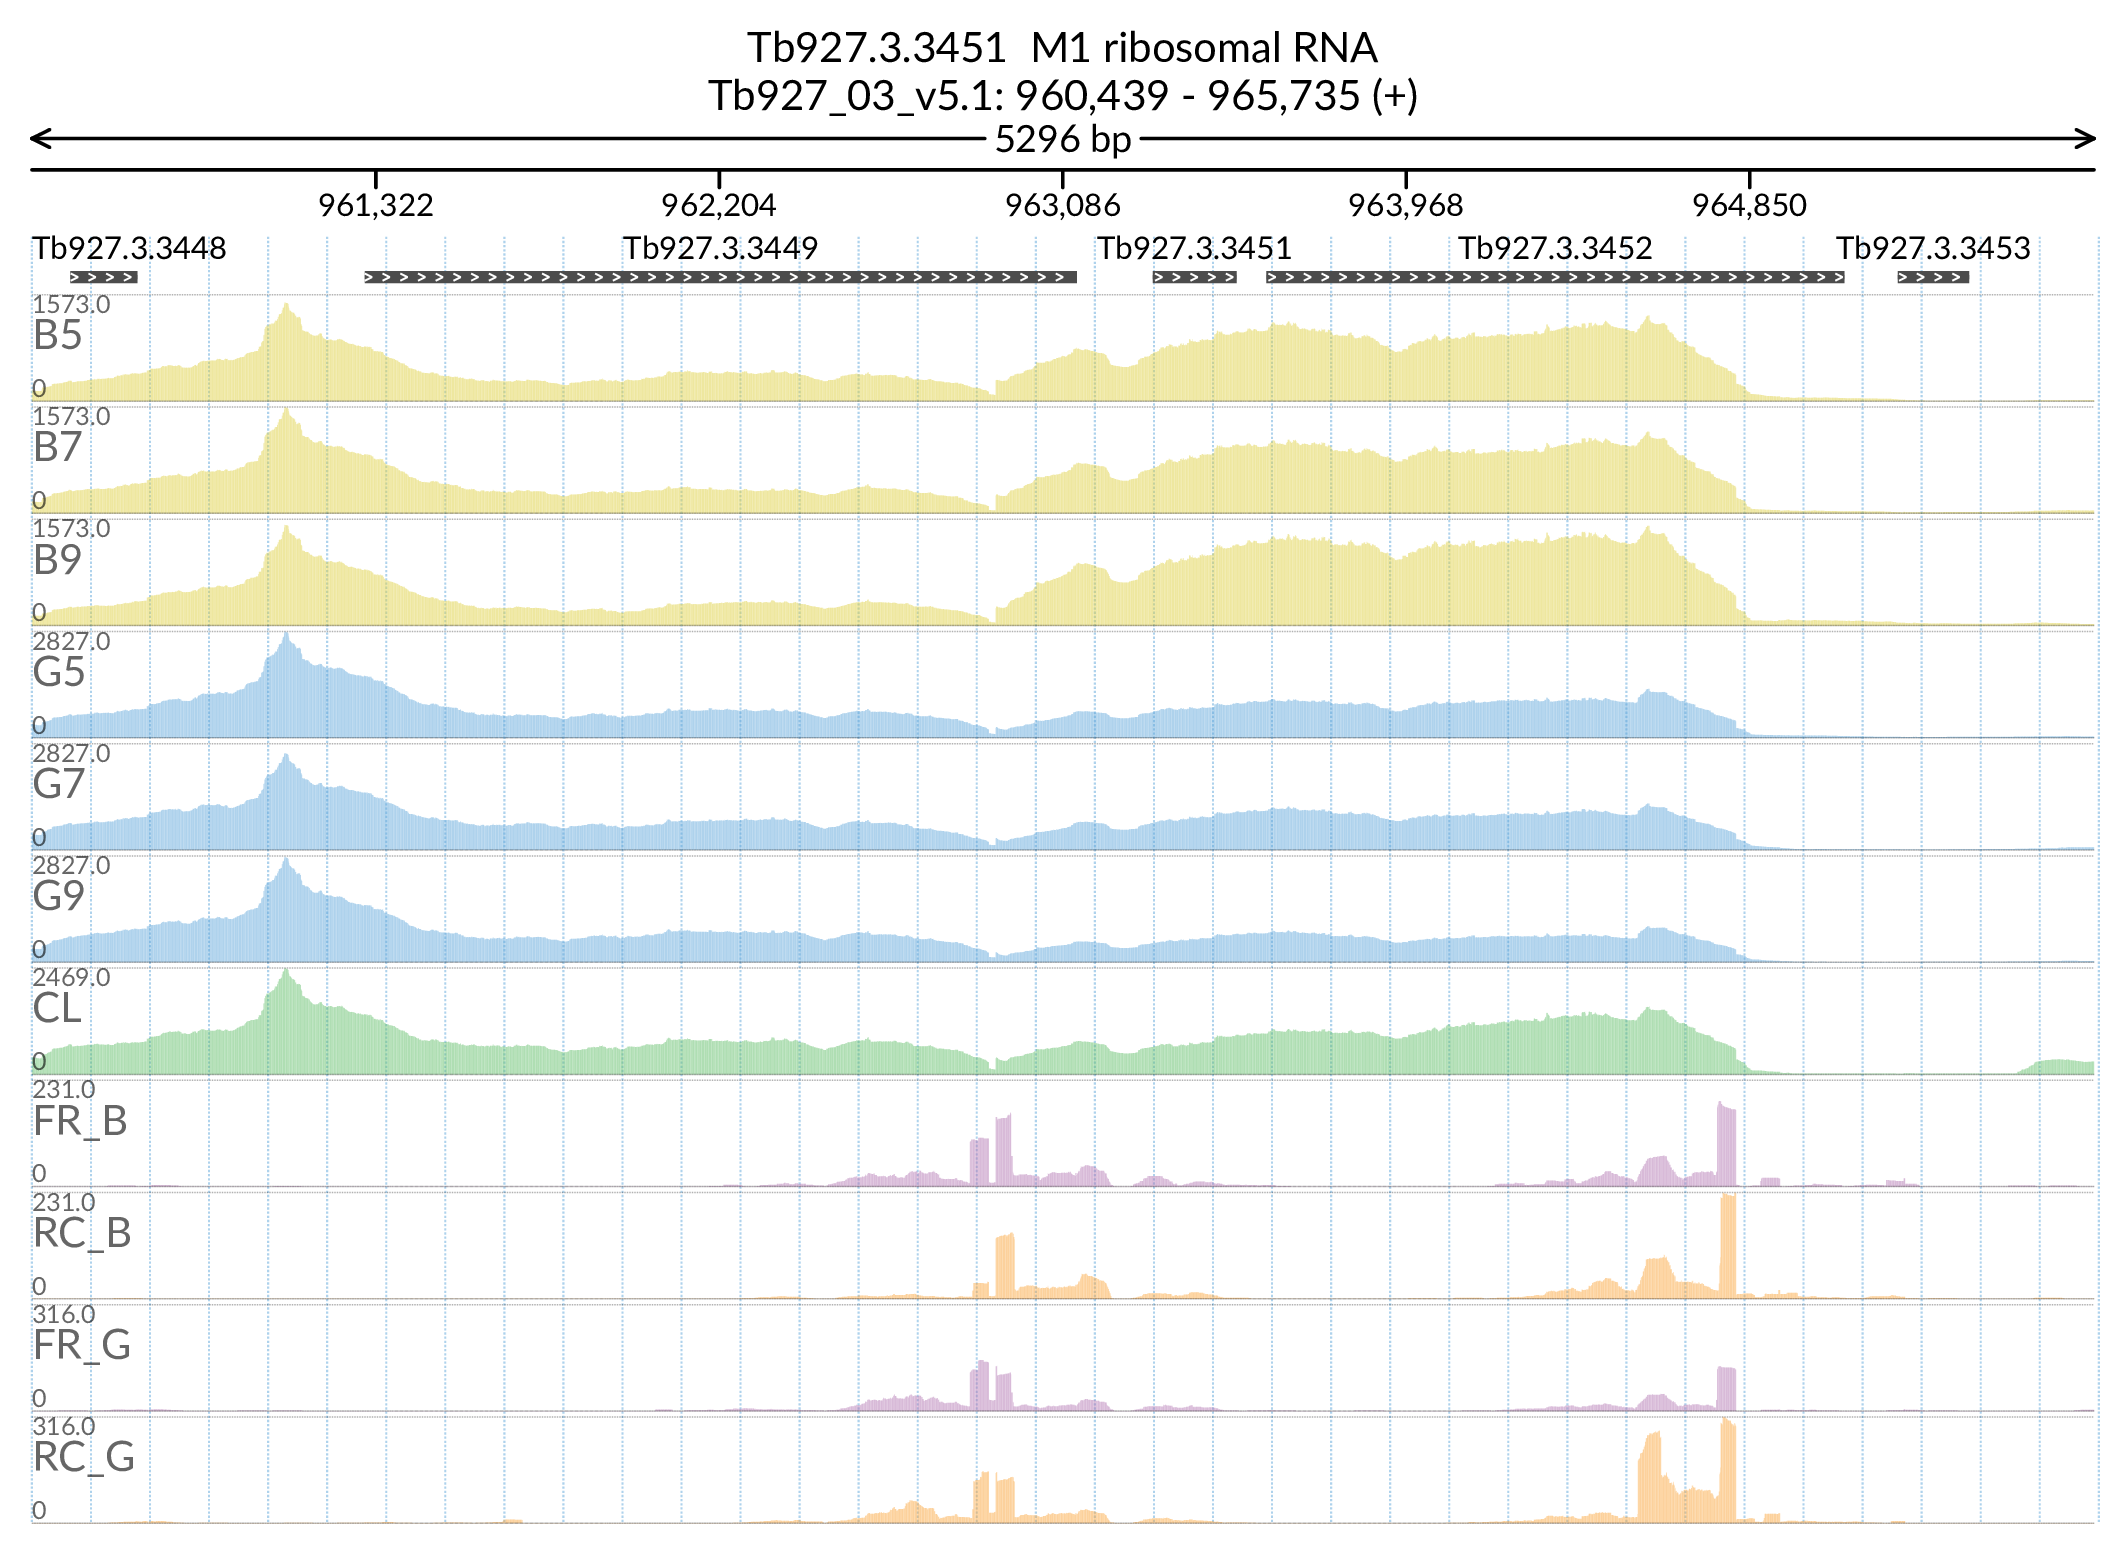 Tb927.3.3451  M1 ribosomal RNA
Tb927_03_v5.1: 960,439 - 965,735 (+)
5296 bp
961,322 962,204 963,086 963,968 964,850
Tb927.3.3448 Tb927.3.3449 Tb927.3.3451 Tb927.3.3452 Tb927.3.3453
1573.0
B5
0
1573.0
B7
0
1573.0
B9
0
2827.0
G5
0
2827.0
G7
0
2827.0
G9
0
2469.0
CL
0
231.0
FR_B
0
231.0
RC_B
0
316.0
FR_G
0
316.0
RC_G
0